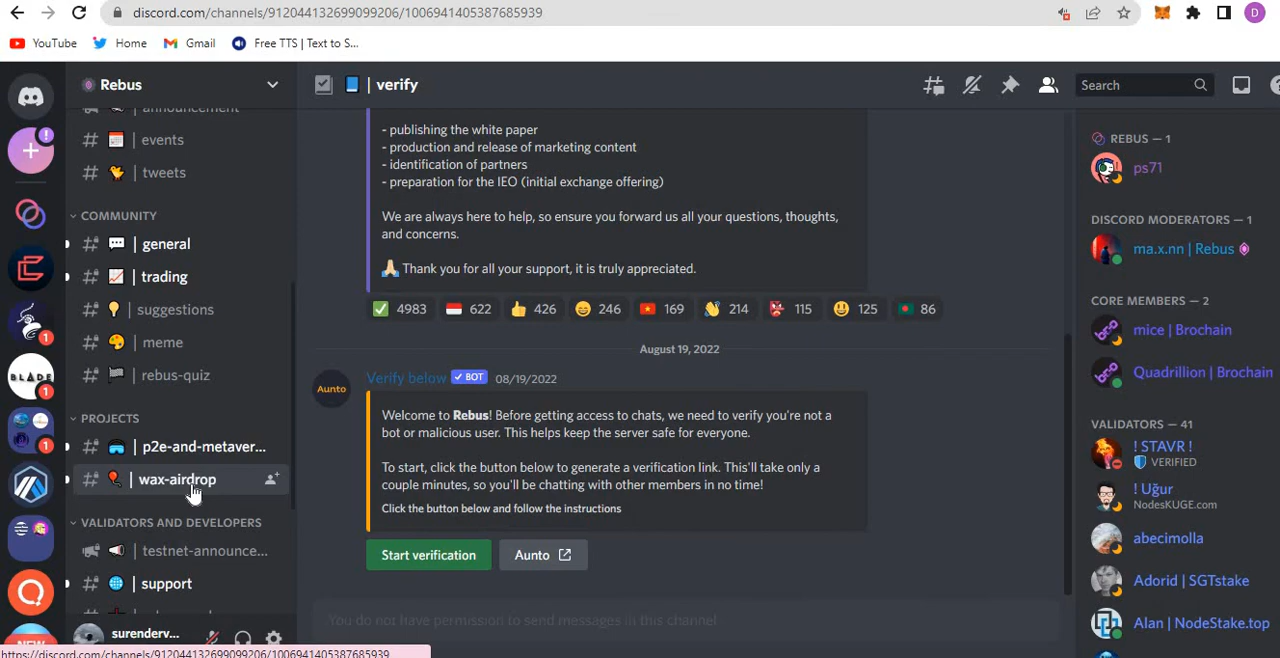 discord.com/channels/912044132699099206/1006941405387685939
D
YouTube
Home
Gmail
Free TTS | Text to S...
Rebus
announcement
# | events
# | tweets
COMMUNITY
# | general
# | trading
# | suggestions
# | meme
# | rebus-quiz
PROJECTS
# | p2e-and-metaver...
# | wax-airdrop
VALIDATORS AND DEVELOPERS
| testnet-announce...
# | support
surenderv...
https://discord.com/channels/912044132699099206/1006941405387685939
1
BLADE
1
1
NEW
| verify
Search
- publishing the white paper
- production and release of marketing content
- identification of partners
- preparation for the IEO (initial exchange offering)
We are always here to help, so ensure you forward us all your questions, thoughts,
and concerns.
Thank you for all your support, it is truly appreciated.
4983 622 426 246 169 214 115 125 86
August 19, 2022
Aunto
Verify below BOT 08/19/2022
Welcome to Rebus! Before getting access to chats, we need to verify you're not a
bot or malicious user. This helps keep the server safe for everyone.
To start, click the button below to generate a verification link. This'll take only a
couple minutes, so you'll be chatting with other members in no time!
Click the button below and follow the instructions
Start verification Aunto
You do not have permission to send messages in this channel.
REBUS — 1
ps71
DISCORD MODERATORS — 1
ma.x.nn | Rebus
CORE MEMBERS — 2
mice | Brochain
Quadrillion | Brochain
VALIDATORS — 41
! STAVR !
VERIFIED
! Uğur
NodesKUGE.com
abecimolla
Adorid | SGTstake
Alan | NodeStake.top